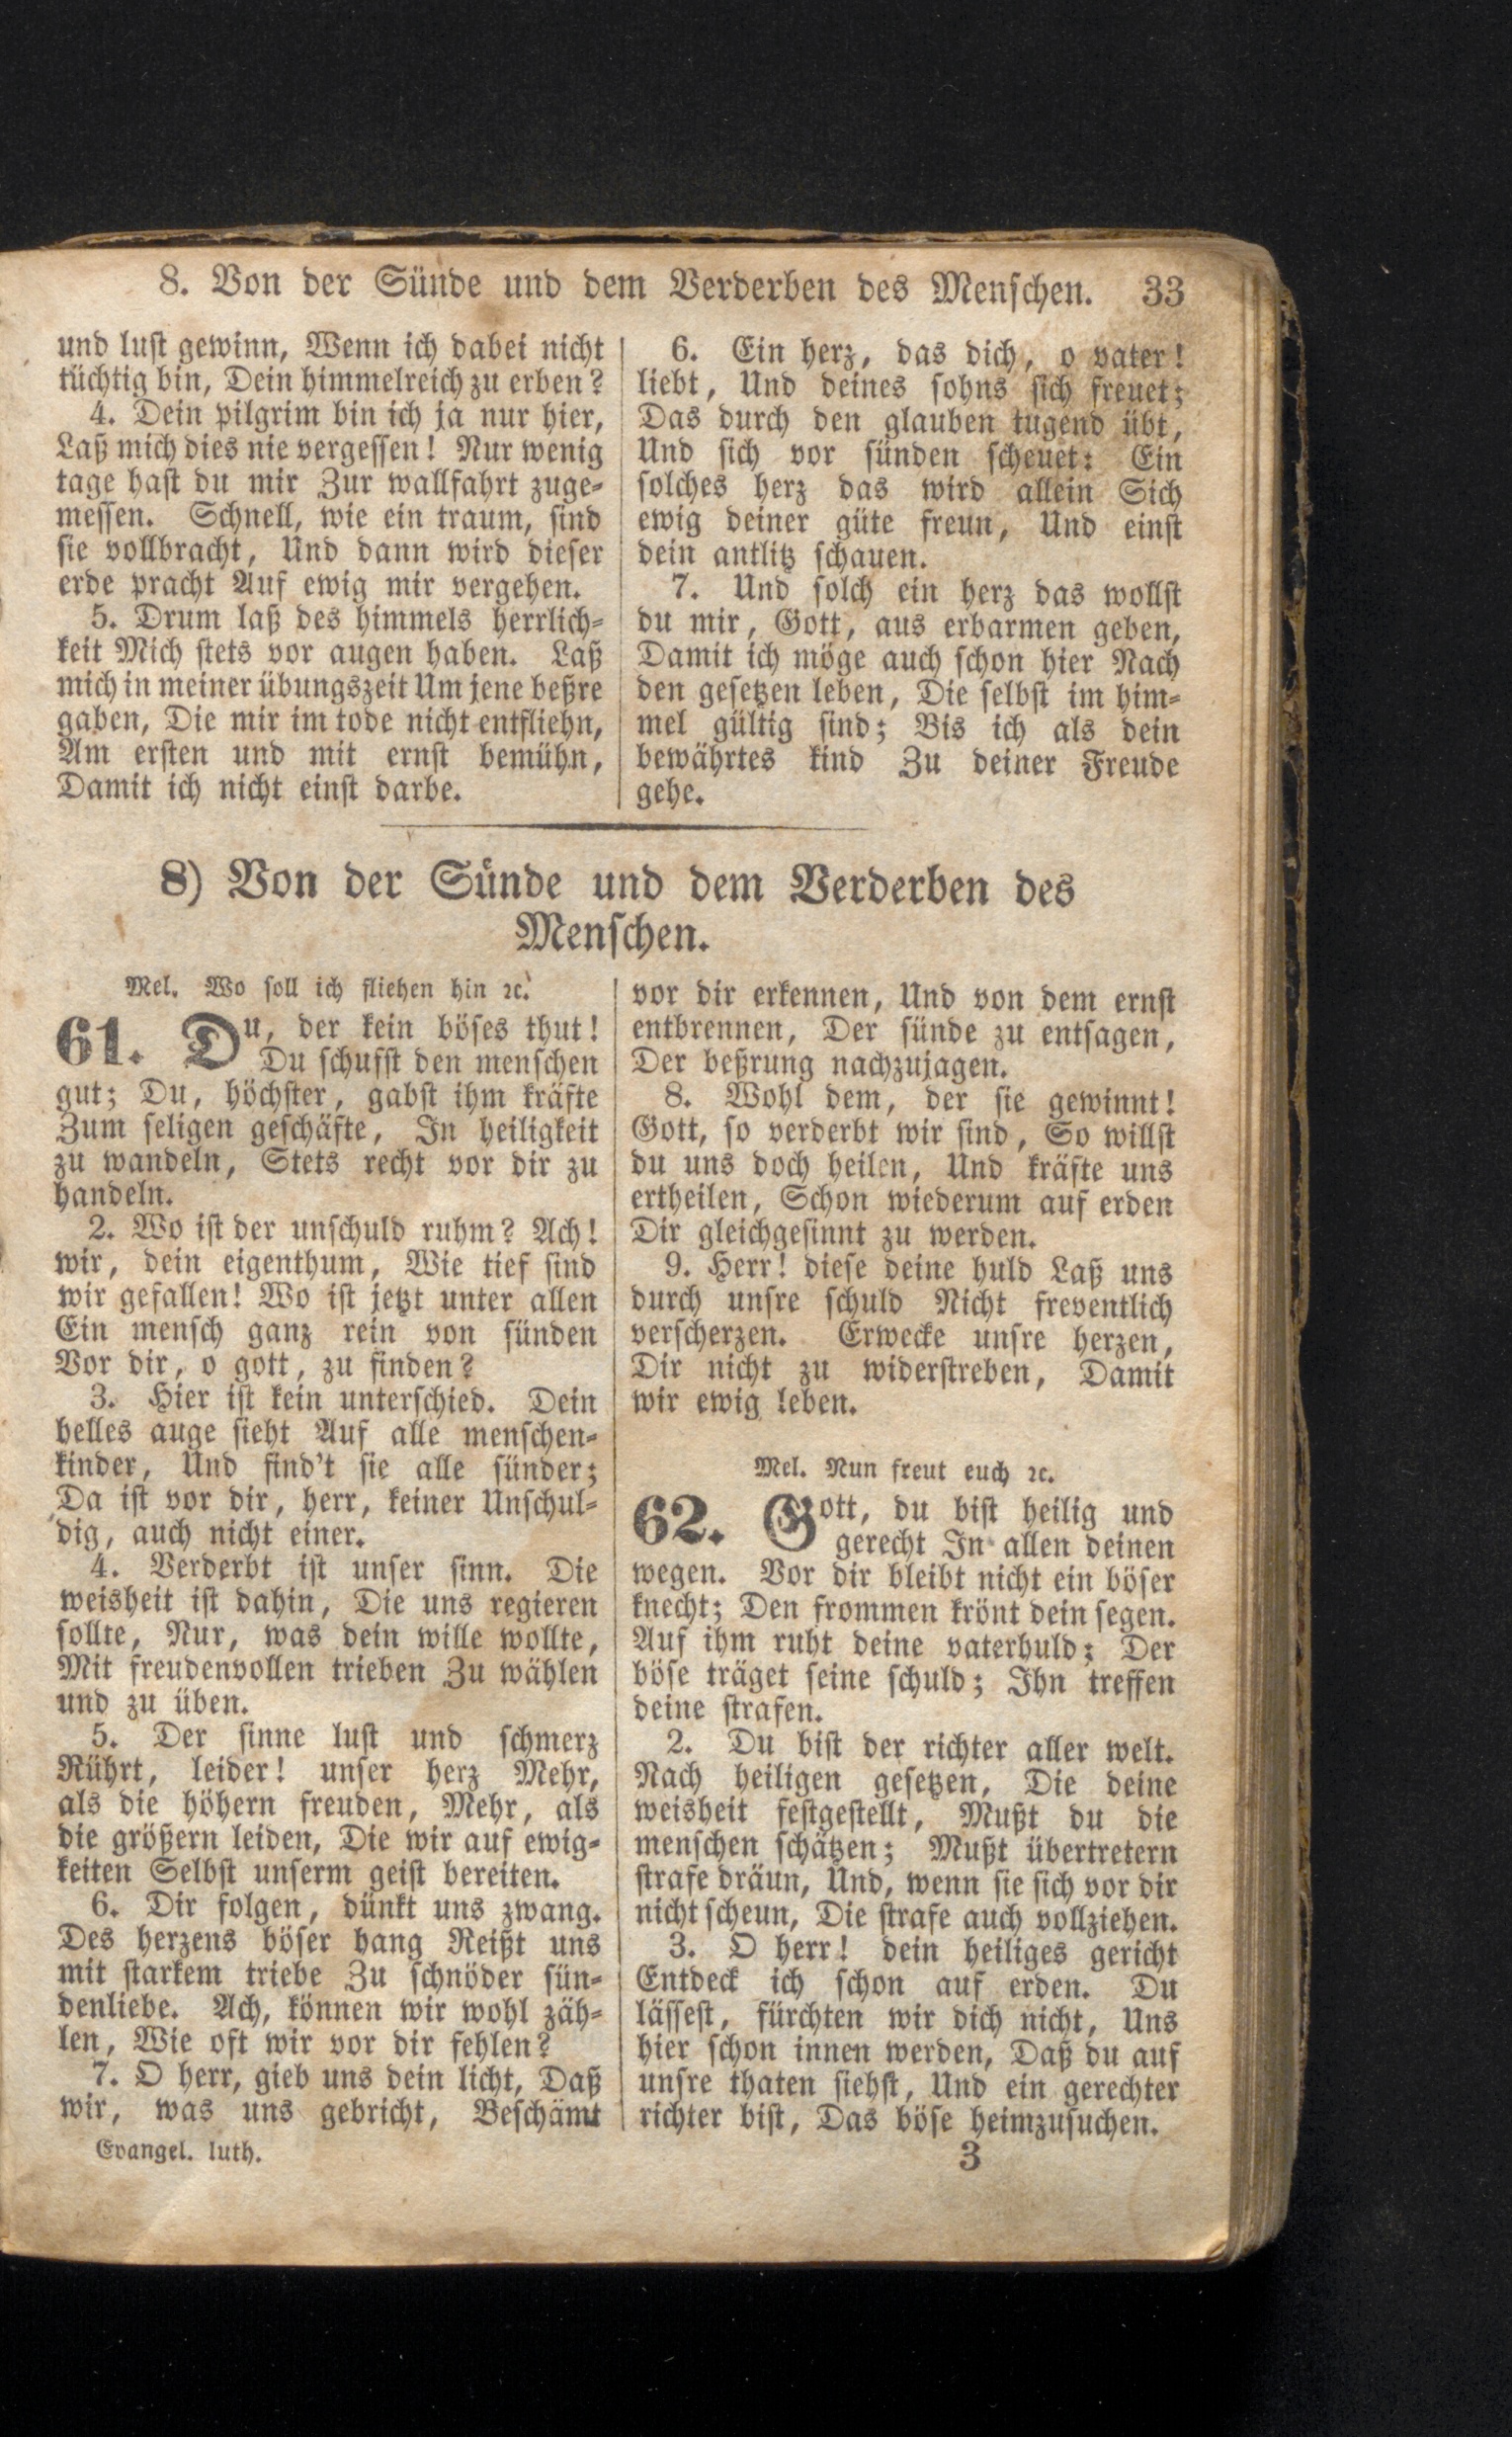 8. Von der Sünde und dem Verderben des Menschen. 33
und lust gewinn, Wenn ich dabei nicht
tüchtig bin, Dein himmelreich zu erben?
4. Dein pilgrim bin ich ja nur hier,
Laß mich dies nie vergessen! Nur wenig
tage hast du mir Zur wallfahrt zuge-
messen. Schnell, wie ein traum, sind
sie vollbracht, Und dann wird dieser
erde pracht Auf ewig mir vergehen.
5. Drum laß des himmels herrlich-
keit Mich stets vor augen haben. Laß
mich in meiner übungszeit Um jene beßre
gaben, Die mir im tode nicht entfliehn,
Am ersten und mit ernst bemühn,
Damit ich nicht einst darbe.
6. Ein herz, das dich, o vater!
liebt, Und deines sohns sich freuet;
Das durch den glauben tugend übt,
Und sich vor sünden scheuet: Ein
solches herz das wird allein Sich
ewig deiner güte freun, Und einst
dein antlitz schauen.
7. Und solch ein herz das wollst
du mir, Gott, aus erbarmen geben,
Damit ich möge auch schon hier Nach
den gesetzen leben, Die selbst im him-
mel gültig sind; Bis ich als dein
bewährtes kind Zu deiner Freude
gehe.
8) Von der Sünde und dem Verderben des
Menschen.
Mel. Wo soll ich fliehen hin ꝛc.
61. Du, der kein böses thut!
Du schufst den menschen
gut; Du, höchster, gabst ihm kräfte
Zum seligen geschäfte, In heiligkeit
zu wandeln, Stets recht vor dir zu
handeln.
2. Wo ist der unschuld ruhm? Ach!
wir, dein eigenthum, Wie tief sind
wir gefallen! Wo ist jetzt unter allen
Ein mensch ganz rein von sünden
Vor dir, o gott, zu finden?
3. Hier ist kein unterschied. Dein
helles auge sieht Auf alle menschen-
kinder, Und find't sie alle sünder;
Da ist vor dir, herr, keiner Unschul-
dig, auch nicht einer.
4. Verderbt ist unser sinn. Die
weisheit ist dahin, Die uns regieren
sollte, Nur, was dein wille wollte,
Mit freudenvollen trieben Zu wählen
und zu üben.
5. Der sinne lust und schmerz
Rührt, leider! unser herz Mehr,
als die höhern freuden, Mehr, als
die größern leiden, Die wir auf ewig-
keiten Selbst unserm geist bereiten.
6. Dir folgen, dünkt uns zwang.
Des herzens böser hang Reißt uns
mit starkem triebe Zu schnöder sün-
denliebe. Ach, können wir wohl zäh-
len, Wie oft wir vor dir fehlen?
7. O herr, gieb uns dein licht, Daß
wir, was uns gebricht, Beschämt
vor dir erkennen, Und von dem ernst
entbrennen, Der sünde zu entsagen,
Der beßrung nachzujagen.
8. Wohl dem, der sie gewinnt!
Gott, so verderbt wir sind, So willst
du uns doch heilen, Und kräfte uns
ertheilen, Schon wiederum auf erden
Dir gleichgesinnt zu werden.
9. Herr! diese deine huld Laß uns
durch unsre schuld Nicht freventlich
verscherzen. Erwecke unsre herzen,
Dir nicht zu widerstreben, Damit
wir ewig leben.
Mel. Nun freut euch ꝛc.
62. Gott, du bist heilig und
gerecht In allen deinen
wegen. Vor dir bleibt nicht ein böser
knecht; Den frommen krönt dein segen.
Auf ihm ruht deine vaterhuld; Der
böse träget seine schuld; Ihn treffen
deine strafen.
2. Du bist der richter aller welt.
Nach heiligen gesetzen, Die deine
weisheit festgestellt, Mußt du die
menschen schätzen; Mußt übertretern
strafe dräun, Und, wenn sie sich vor dir
nicht scheun, Die strafe auch vollziehen.
3. O herr! dein heiliges gericht
Entdeck ich schon auf erden. Du
lässest, fürchten wir dich nicht, Uns
hier schon innen werden, Daß du auf
unsre thaten siehst, Und ein gerechter
richter bist, Das böse heimzusuchen.
Evangel. luth. 3